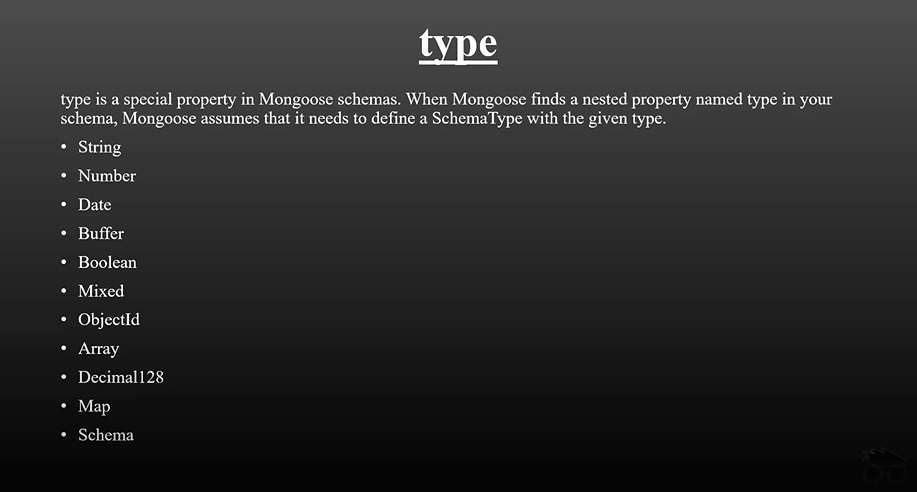 type
type is a special property in Mongoose schemas. When Mongoose finds a nested property named type in your
schema, Mongoose assumes that it needs to define a SchemaType with the given type.
• String
• Number
• Date
• Buffer
• Boolean
• Mixed
• ObjectId
• Array
• Decimal128
• Map
• Schema